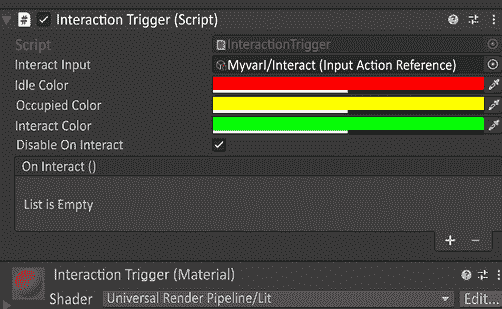 Interaction Trigger (Script)
Script InteractionTrigger
Interact Input Myvarl/Interact (Input Action Reference)
Idle Color
Occupied Color
Interact Color
Disable On Interact
On Interact ()
List is Empty
+ −
Interaction Trigger (Material)
Shader Universal Render Pipeline/Lit Edit...